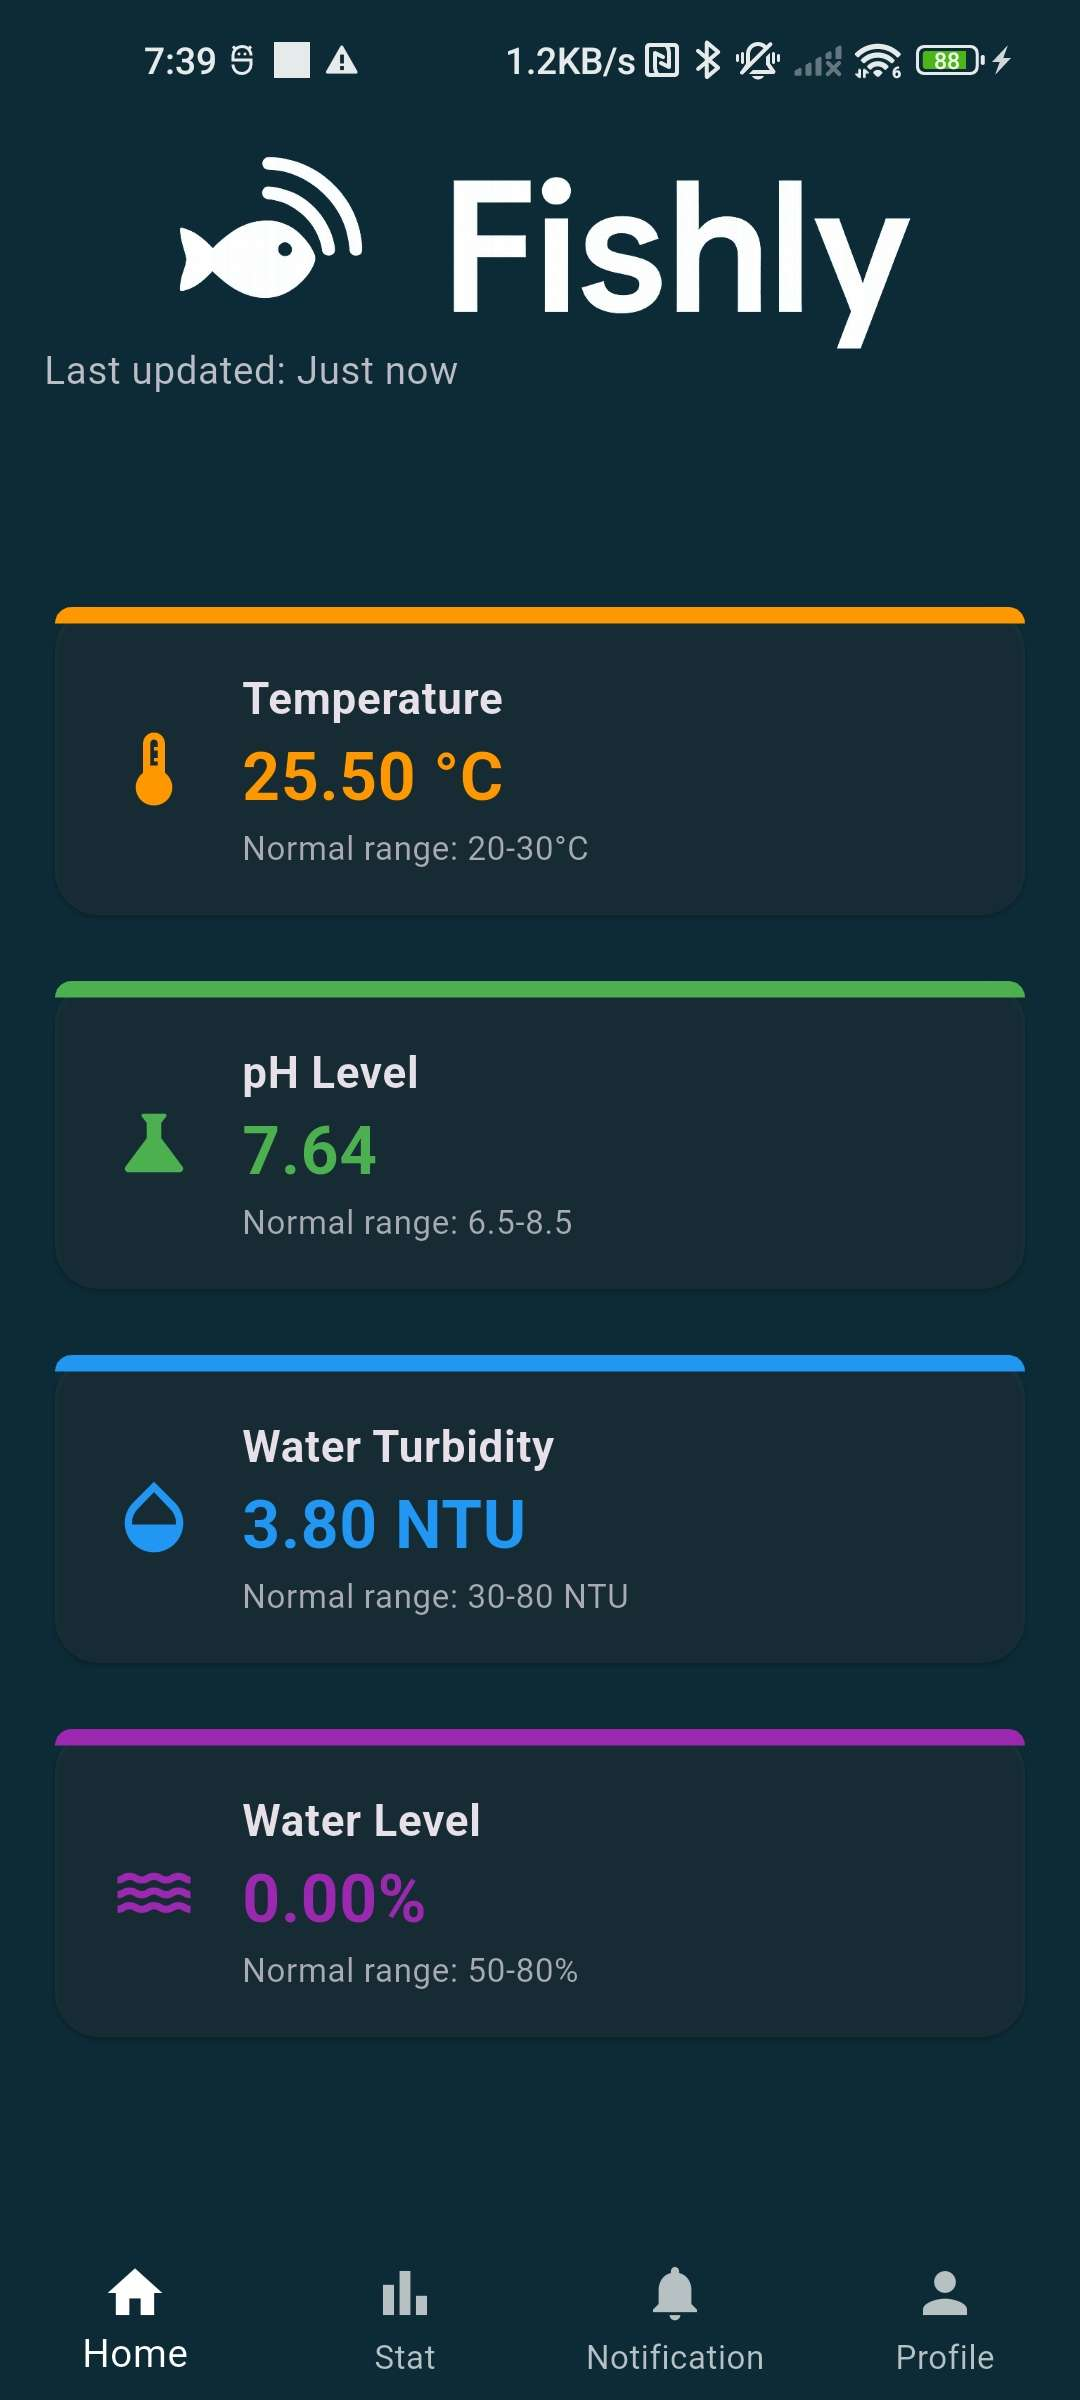 7:39 1.2KB/s 6 88
Fishly
Last updated: Just now
Temperature
25.50 °C
Normal range: 20-30°C
pH Level
7.64
Normal range: 6.5-8.5
Water Turbidity
3.80 NTU
Normal range: 30-80 NTU
Water Level
0.00%
Normal range: 50-80%
Home Stat Notification Profile